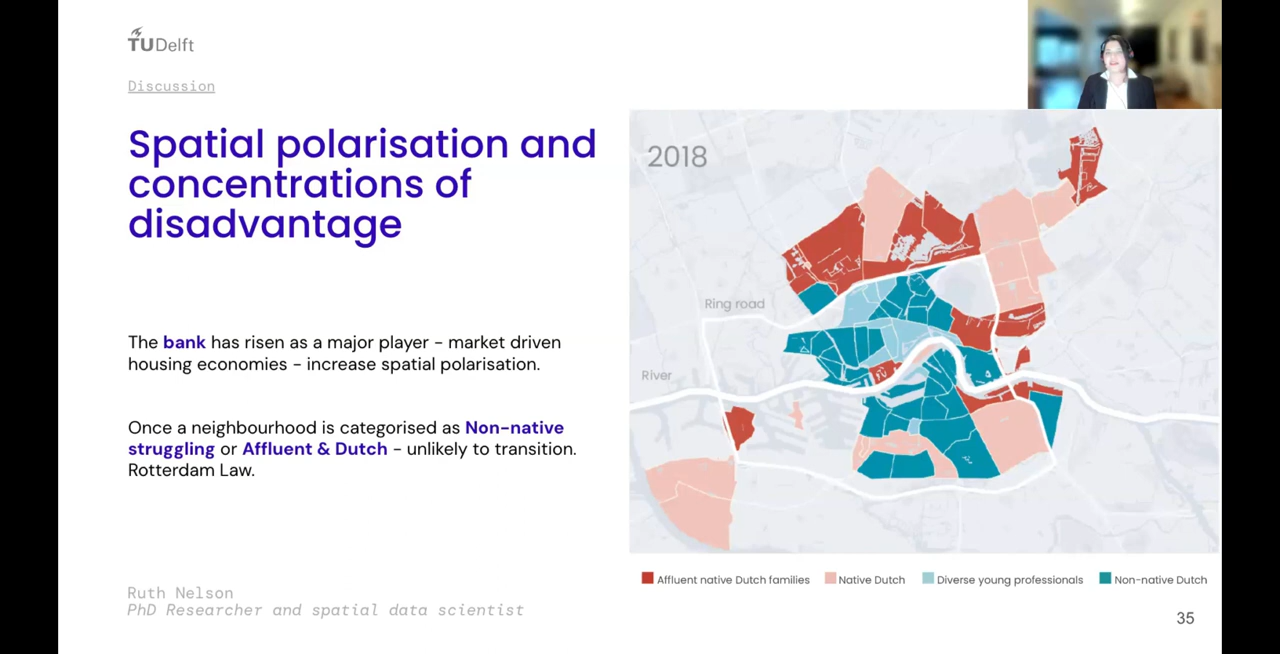 TUDelft
Discussion
Spatial polarisation and
concentrations of
disadvantage
The bank has risen as a major player - market driven
housing economies - increase spatial polarisation.
Once a neighbourhood is categorised as Non-native
struggling or Affluent & Dutch - unlikely to transition.
Rotterdam Law.
Ruth Nelson
PhD Researcher and spatial data scientist
2018
Ring road
River
Affluent native Dutch families
Native Dutch
Diverse young professionals
Non-native Dutch
35